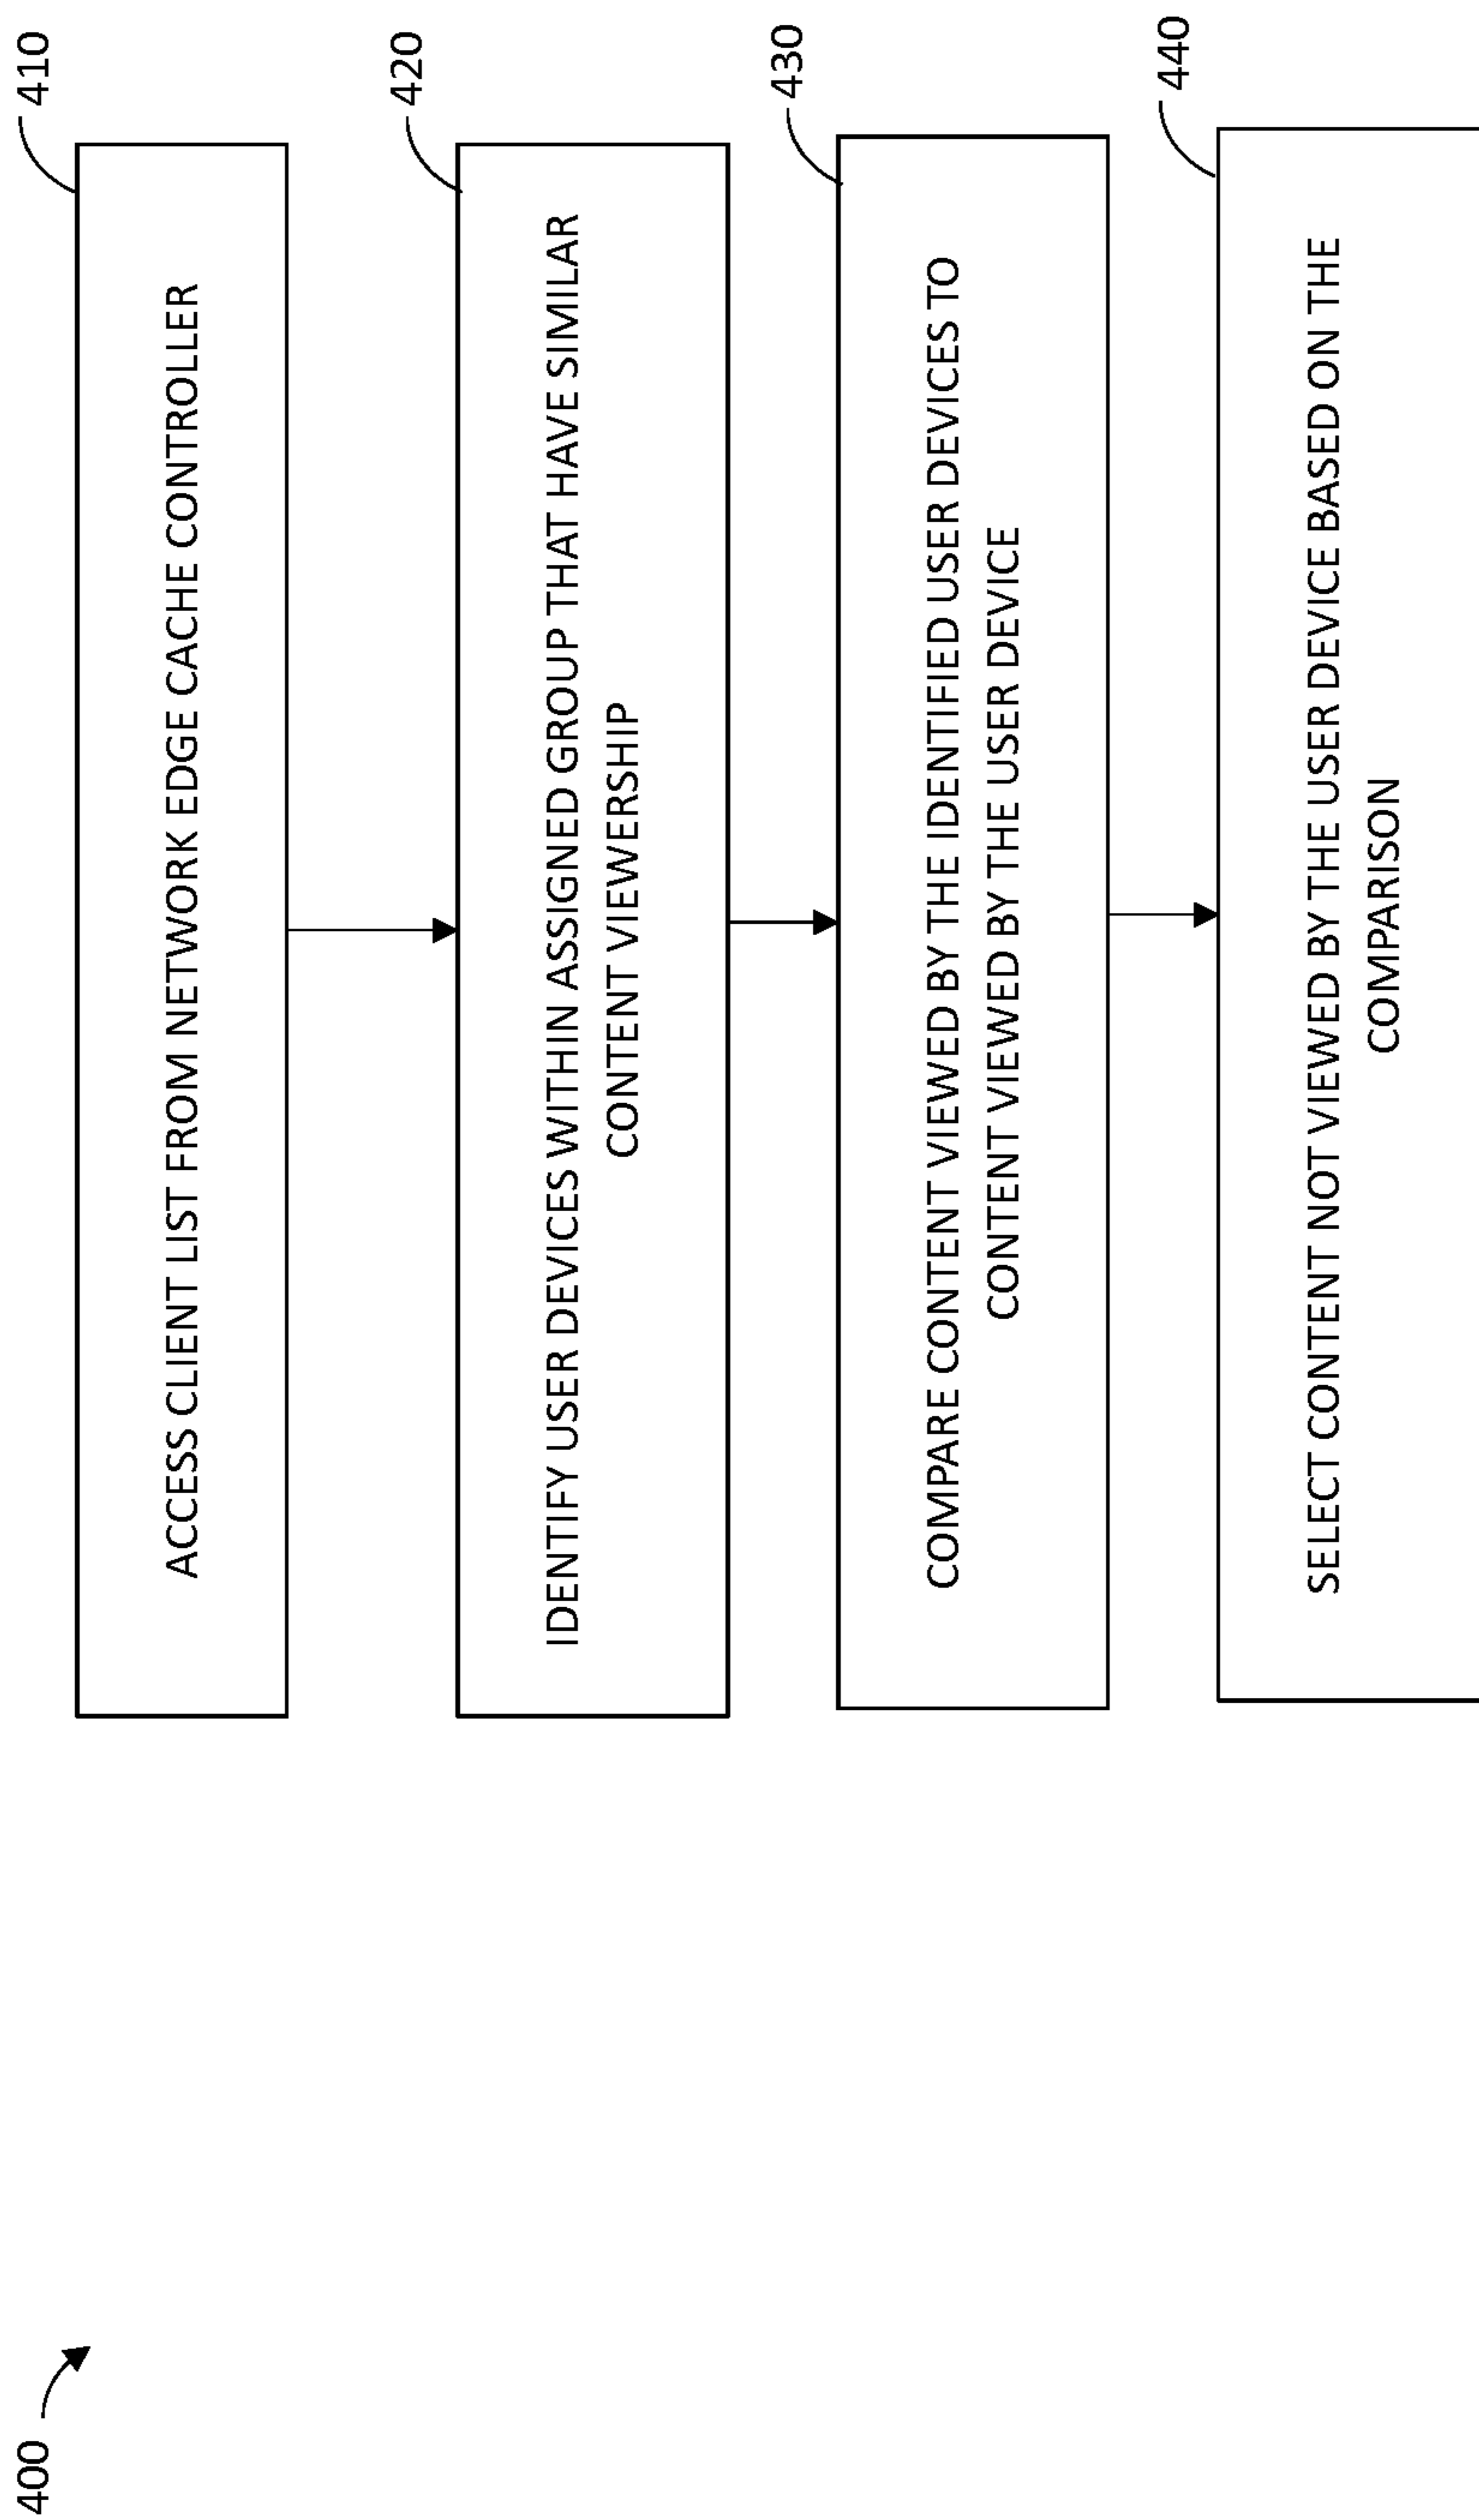 400
410
ACCESS CLIENT LIST FROM NETWORK EDGE CACHE CONTROLLER
420
IDENTIFY USER DEVICES WITHIN ASSIGNED GROUP THAT HAVE SIMILAR
CONTENT VIEWERSHIP
430
COMPARE CONTENT VIEWED BY THE IDENTIFIED USER DEVICES TO
CONTENT VIEWED BY THE USER DEVICE
440
SELECT CONTENT NOT VIEWED BY THE USER DEVICE BASED ON THE
COMPARISON